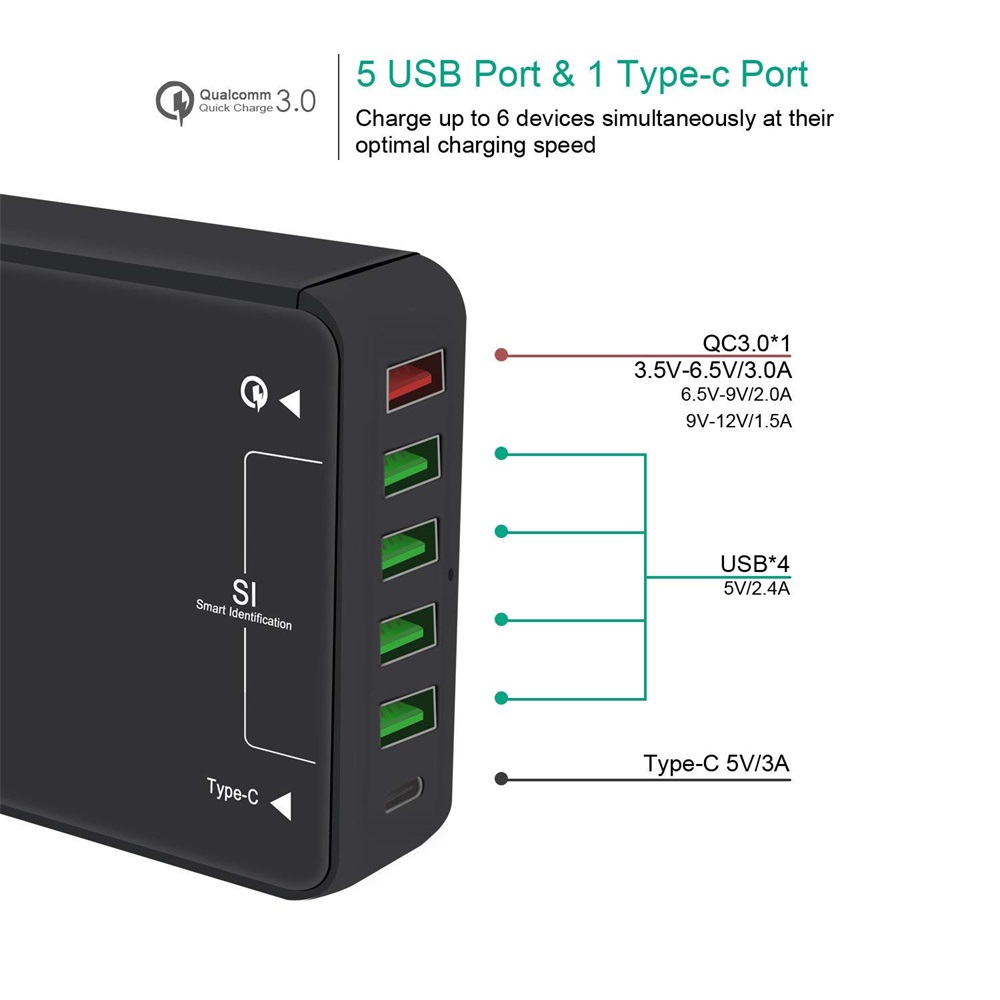 Qualcomm
Quick Charge 3.0
5 USB Port & 1 Type-c Port
Charge up to 6 devices simultaneously at their
optimal charging speed
QC3.0*1
3.5V-6.5V/3.0A
6.5V-9V/2.0A
9V-12V/1.5A
SI
Smart Identification
USB*4
5V/2.4A
Type-C
Type-C 5V/3A